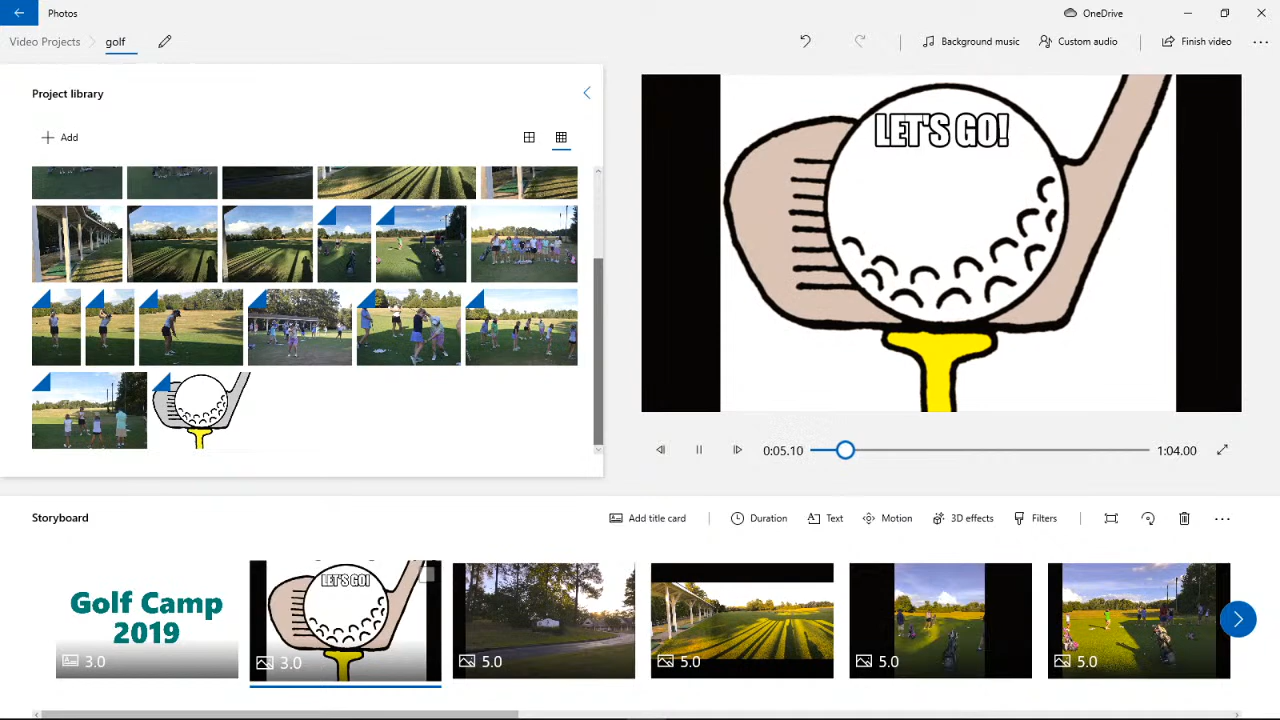 Photos
OneDrive
Video Projects
golf
Background music
Custom audio
Finish video
Project library
Add
LET'S GO!
0:05.10
1:04.00
Storyboard
Add title card
Duration
Text
Motion
3D effects
Filters
Golf Camp
2019
LET'S GO!
3.0
3.0
5.0
5.0
5.0
5.0